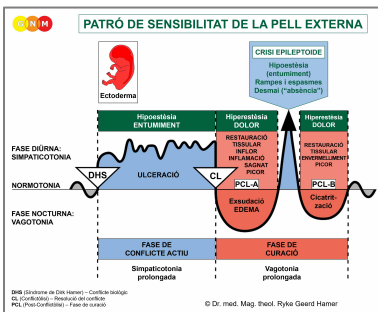 GNM
PATRÓ DE SENSIBILITAT DE LA PELL EXTERNA
CRISI EPILEPTOIDE
Hipoestèsia
(entumiment)
Rampes i espasmes
Desmai ("absència")
Ectoderma
Hipoestèsia
ENTUMIMENT
Hiperestèsia
DOLOR
Hiperestèsia
DOLOR
RESTAURACIÓ
TISSULAR
INFLOR
INFLAMACIÓ
SAGNAT
PICOR
RESTAURACIÓ
TISSULAR
ENVERMELLIMENT
PICOR
FASE DIÜRNA:
SIMPATICOTONIA
ULCERACIÓ
DHS
CL
PCL-A
PCL-B
NORMOTONIA
Exsudació
EDEMA
Cicatrit-
zació
FASE NOCTURNA:
VAGOTONIA
FASE DE
CONFLICTE ACTIU
FASE DE
CURACIÓ
Simpaticotonia
prolongada
Vagotonia
prolongada
DHS (Síndrome de Dirk Hamer) – Conflicte biològic
CL (Conflictòlisi) – Resolució del conflicte
PCL (Post-Conflictòlisi) – Fase de curació
© Dr. med. Mag. theol. Ryke Geerd Hamer